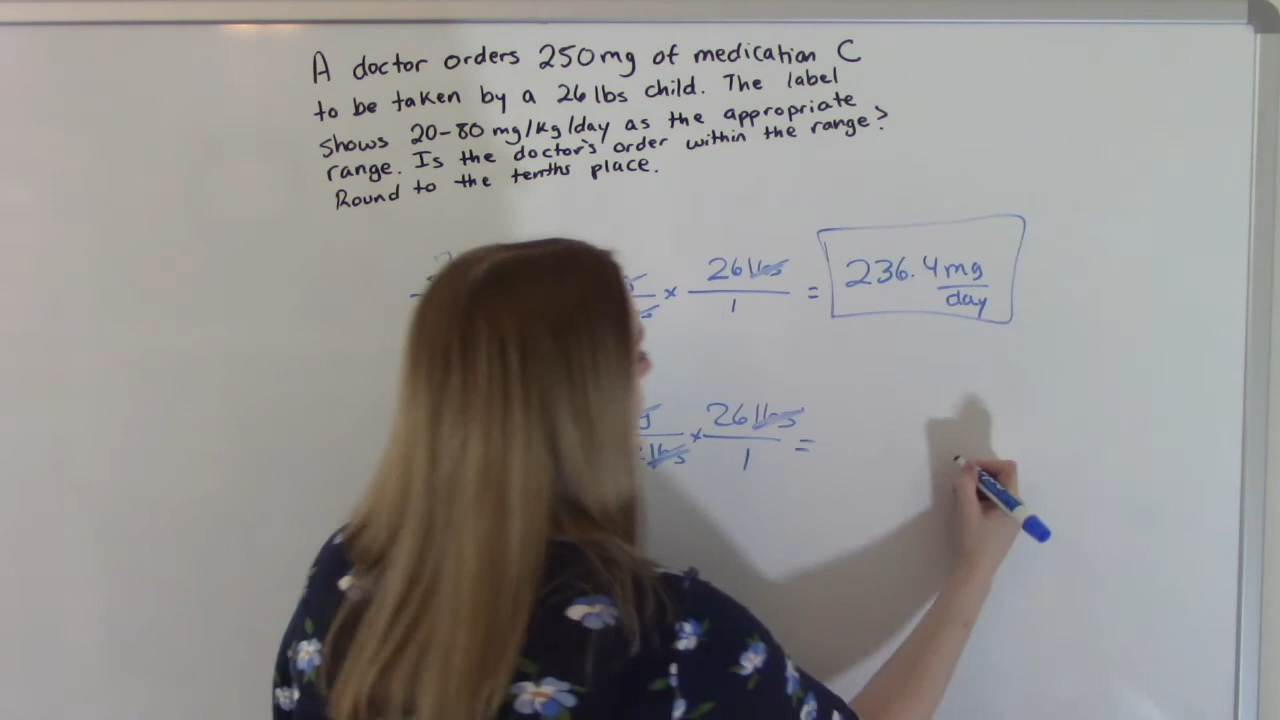 A doctor orders 250mg of medication C
to be taken by a 26 lbs child. The label
shows 20-80 mg/kg/day as the appropriate
range. Is the doctor's order within the range?
Round to the tenths place.
× 26 lbs / 1 = 236.4 mg / day
lbs × 26 lbs / 1 =